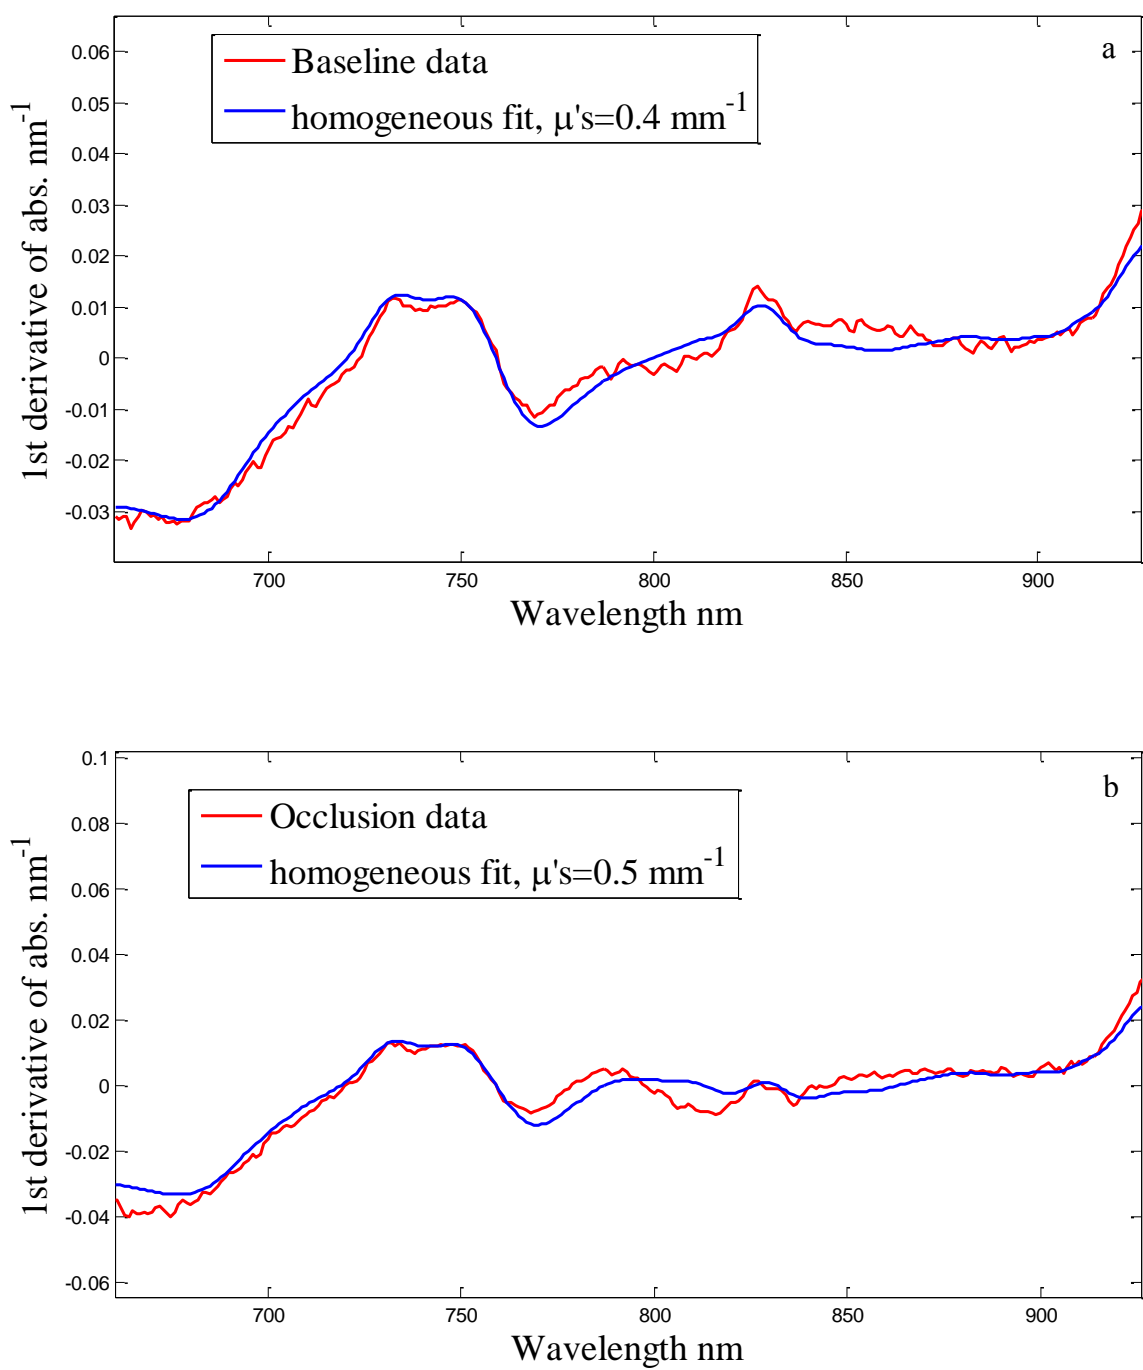 a
Baseline data
homogeneous fit, μ's=0.4 mm⁻¹
0.06
0.05
0.04
0.03
0.02
0.01
0
-0.01
-0.02
-0.03
1st derivative of abs. nm⁻¹
700 750 800 850 900
Wavelength nm
b
Occlusion data
homogeneous fit, μ's=0.5 mm⁻¹
0.1
0.08
0.06
0.04
0.02
0
-0.02
-0.04
-0.06
1st derivative of abs. nm⁻¹
700 750 800 850 900
Wavelength nm